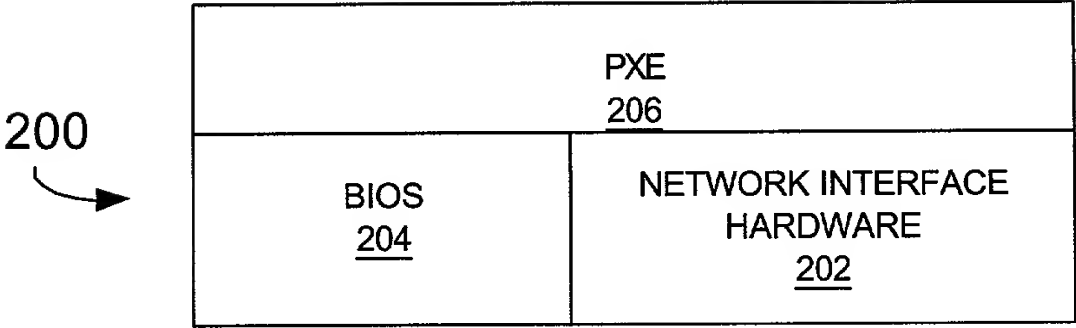 PXE
206
200
BIOS
204
NETWORK INTERFACE
HARDWARE
202